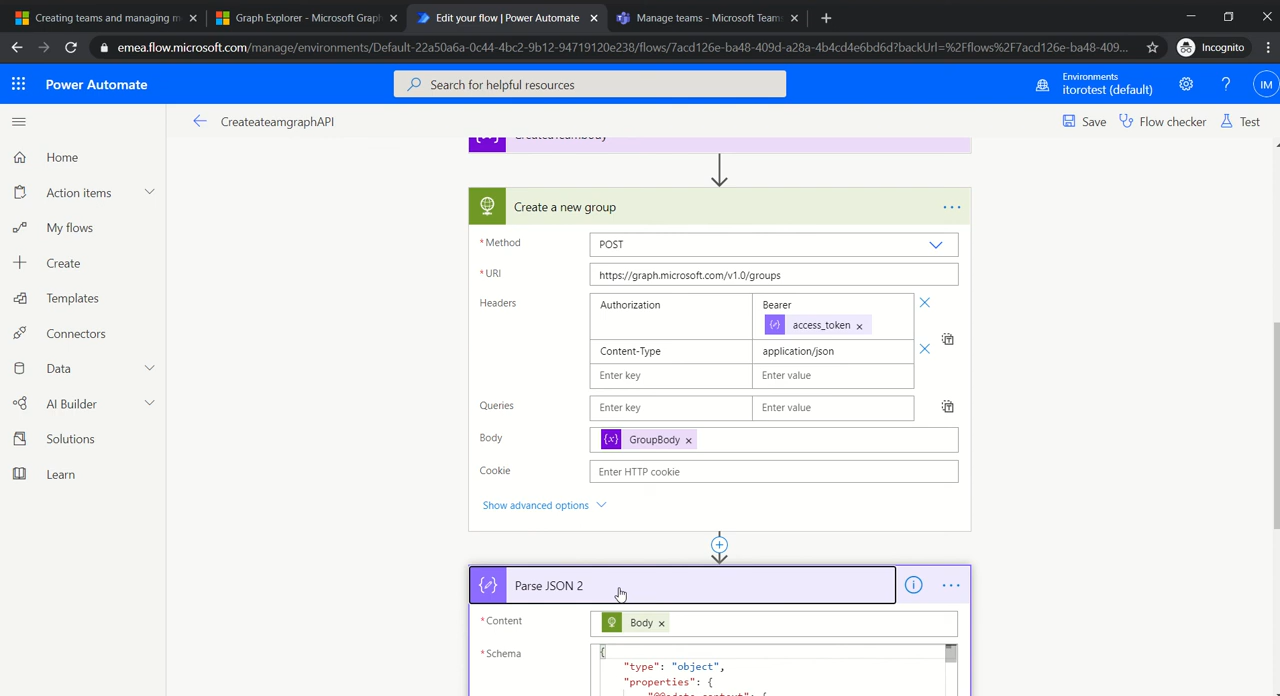 Creating teams and managing m
Graph Explorer - Microsoft Grap
Edit your flow | Power Automate
Manage teams - Microsoft Team
emea.flow.microsoft.com/manage/environments/Default-22a50a6a-0c44-4bc2-9b12-94719120e238/flows/7acd126e-ba48-409d-a28a-4b4cd4e6bd6d?backUrl=%2Fflows%2F7acd126e-ba48-409...
Incognito
Power Automate
Search for helpful resources
Environments
itorotest (default)
IM
CreateateamgraphAPI
Save
Flow checker
Test
Home
Action items
My flows
Create
Templates
Connectors
Data
AI Builder
Solutions
Learn
CreateaTeambody
Create a new group
*Method
POST
*URI
https://graph.microsoft.com/v1.0/groups
Headers
Authorization
Bearer
access_token
Content-Type
application/json
Enter key
Enter value
Queries
Enter key
Enter value
Body
GroupBody
Cookie
Enter HTTP cookie
Show advanced options
Parse JSON 2
*Content
Body
*Schema
{
"type": "object",
"properties": {
"@@odata.context": {